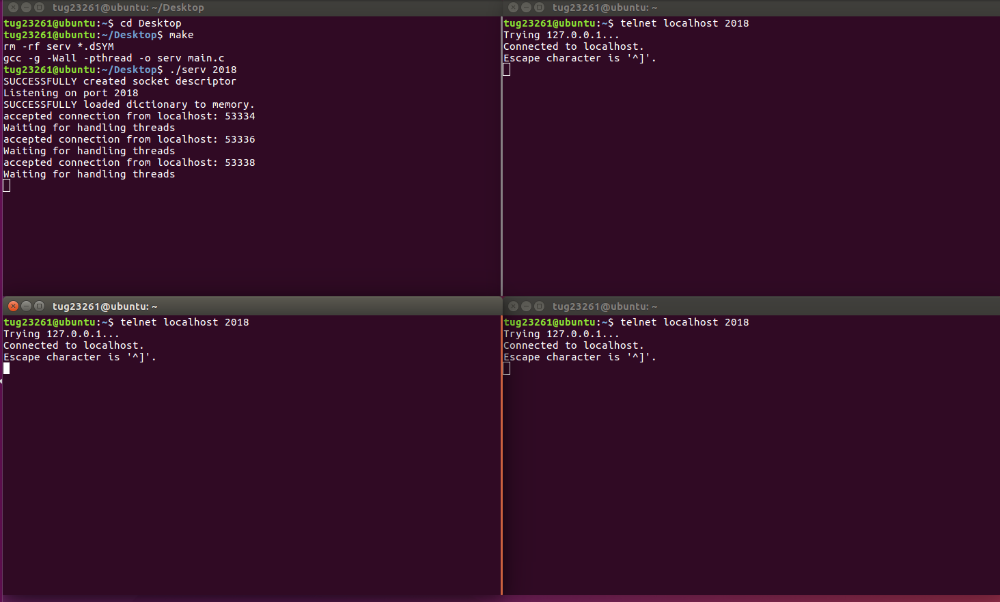 tug23261@ubuntu: ~/Desktop
tug23261@ubuntu:~$ cd Desktop
tug23261@ubuntu:~/Desktop$ make
rm -rf serv *.dSYM
gcc -g -Wall -pthread -o serv main.c
tug23261@ubuntu:~/Desktop$ ./serv 2018
SUCCESSFULLY created socket descriptor
Listening on port 2018
SUCCESSFULLY loaded dictionary to memory.
accepted connection from localhost: 53334
Waiting for handling threads
accepted connection from localhost: 53336
Waiting for handling threads
accepted connection from localhost: 53338
Waiting for handling threads
tug23261@ubuntu: ~
tug23261@ubuntu:~$ telnet localhost 2018
Trying 127.0.0.1...
Connected to localhost.
Escape character is '^]'.
tug23261@ubuntu: ~
tug23261@ubuntu:~$ telnet localhost 2018
Trying 127.0.0.1...
Connected to localhost.
Escape character is '^]'.
tug23261@ubuntu: ~
tug23261@ubuntu:~$ telnet localhost 2018
Trying 127.0.0.1...
Connected to localhost.
Escape character is '^]'.